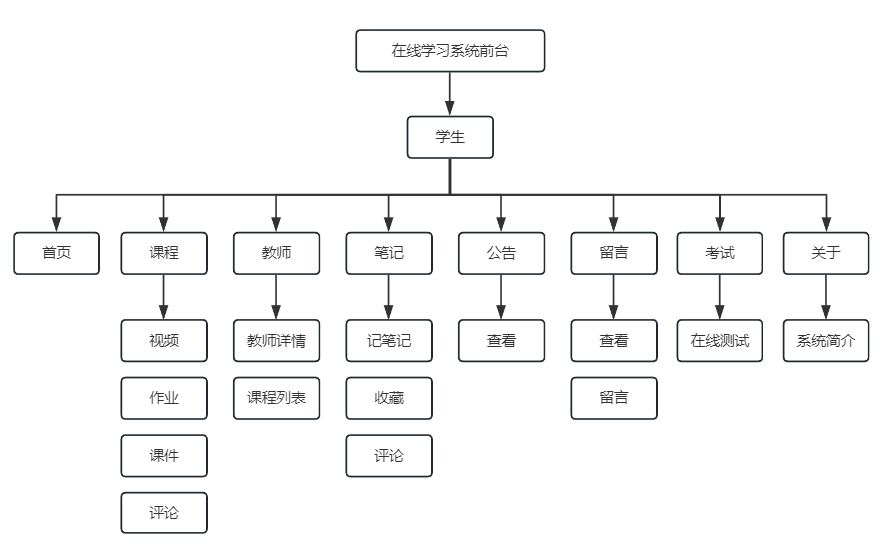 在线学习系统前台
学生
首页
课程
教师
笔记
公告
留言
考试
关于
视频
教师详情
记笔记
查看
查看
在线测试
系统简介
作业
课程列表
收藏
留言
课件
评论
评论